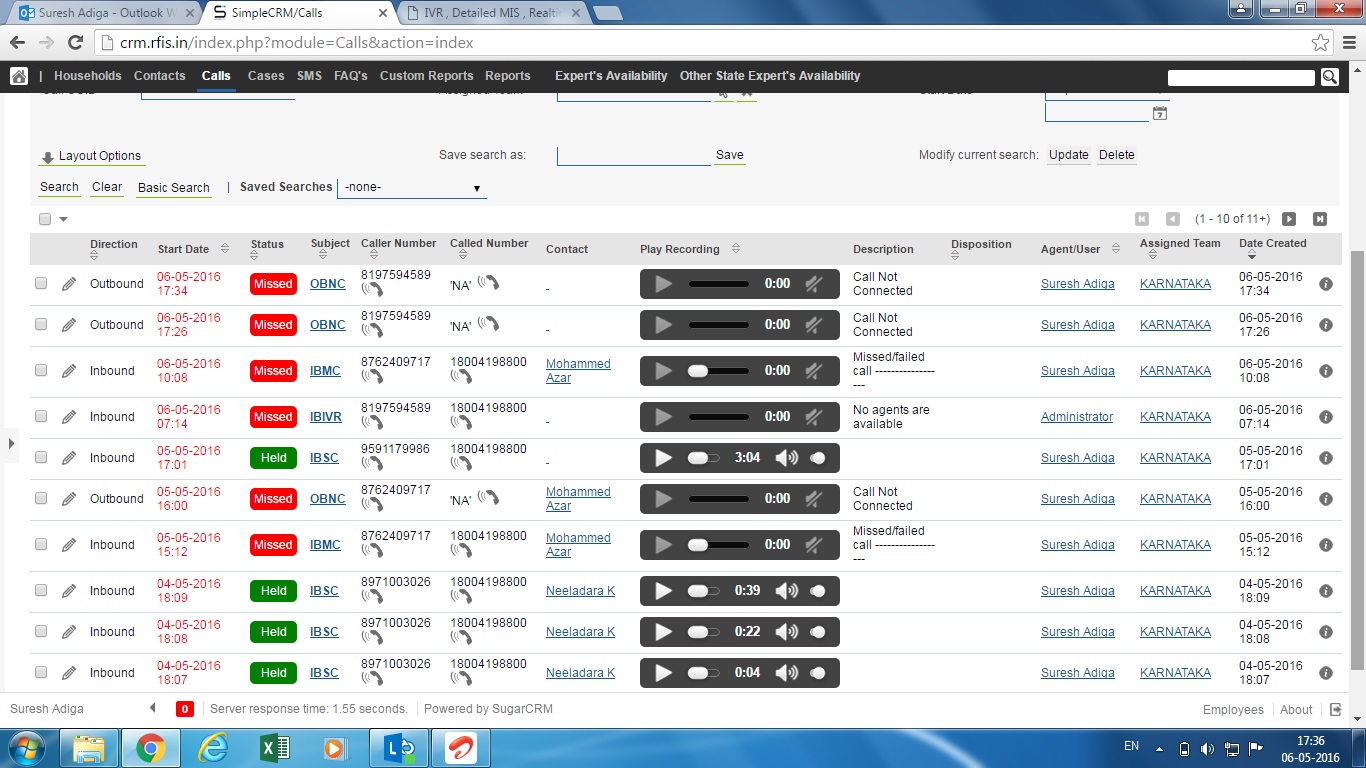 Suresh Adiga - Outlook W
SimpleCRM/Calls
IVR , Detailed MIS , Realti
crm.rfis.in/index.php?module=Calls&action=index
| Households Contacts Calls Cases SMS FAQ's Custom Reports Reports Expert's Availability Other State Expert's Availability
7
Layout Options Save search as: Save Modify current search: Update Delete
Search Clear Basic Search | Saved Searches -none-
(1 - 10 of 11+)
Direction Start Date Status Subject Caller Number Called Number Contact Play Recording Description Disposition Agent/User Assigned Team Date Created
Outbound 06-05-2016 17:34 Missed OBNC 8197594589 'NA' - 0:00 Call Not Connected Suresh Adiga KARNATAKA 06-05-2016 17:34
Outbound 06-05-2016 17:26 Missed OBNC 8197594589 'NA' - 0:00 Call Not Connected Suresh Adiga KARNATAKA 06-05-2016 17:26
Inbound 06-05-2016 10:08 Missed IBMC 8762409717 18004198800 Mohammed Azar 0:00 Missed/failed call ------------------ Suresh Adiga KARNATAKA 06-05-2016 10:08
Inbound 06-05-2016 07:14 Missed IBIVR 8197594589 18004198800 - 0:00 No agents are available Administrator KARNATAKA 06-05-2016 07:14
Inbound 05-05-2016 17:01 Held IBSC 9591179986 18004198800 - 3:04 Suresh Adiga KARNATAKA 05-05-2016 17:01
Outbound 05-05-2016 16:00 Missed OBNC 8762409717 'NA' Mohammed Azar 0:00 Call Not Connected Suresh Adiga KARNATAKA 05-05-2016 16:00
Inbound 05-05-2016 15:12 Missed IBMC 8762409717 18004198800 Mohammed Azar 0:00 Missed/failed call ------------------ Suresh Adiga KARNATAKA 05-05-2016 15:12
Inbound 04-05-2016 18:09 Held IBSC 8971003026 18004198800 Neeladara K 0:39 Suresh Adiga KARNATAKA 04-05-2016 18:09
Inbound 04-05-2016 18:08 Held IBSC 8971003026 18004198800 Neeladara K 0:22 Suresh Adiga KARNATAKA 04-05-2016 18:08
Inbound 04-05-2016 18:07 Held IBSC 8971003026 18004198800 Neeladara K 0:04 Suresh Adiga KARNATAKA 04-05-2016 18:07
Suresh Adiga 0 Server response time: 1.55 seconds. Powered by SugarCRM Employees About
EN 17:36
06-05-2016